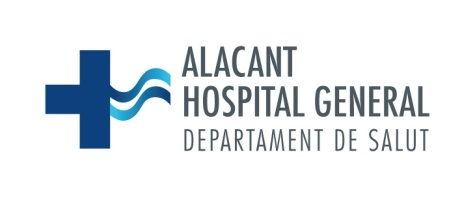 ALACANT
HOSPITAL GENERAL
DEPARTAMENT DE SALUT